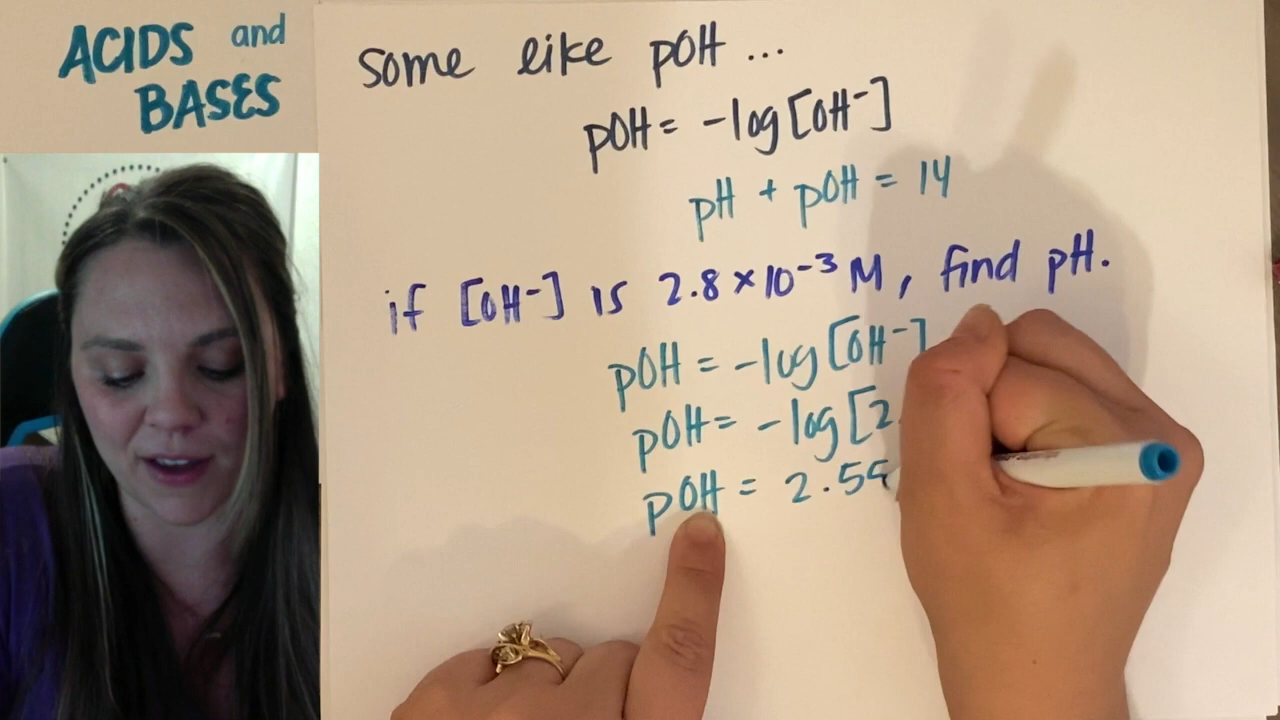 ACIDS and
BASES
some like pOH ...
pOH = -log[OH⁻]
pH + pOH = 14
if [OH⁻] is 2.8×10⁻³ M, find pH.
pOH = -log[OH⁻]
pOH = -log[2.
pOH = 2.55